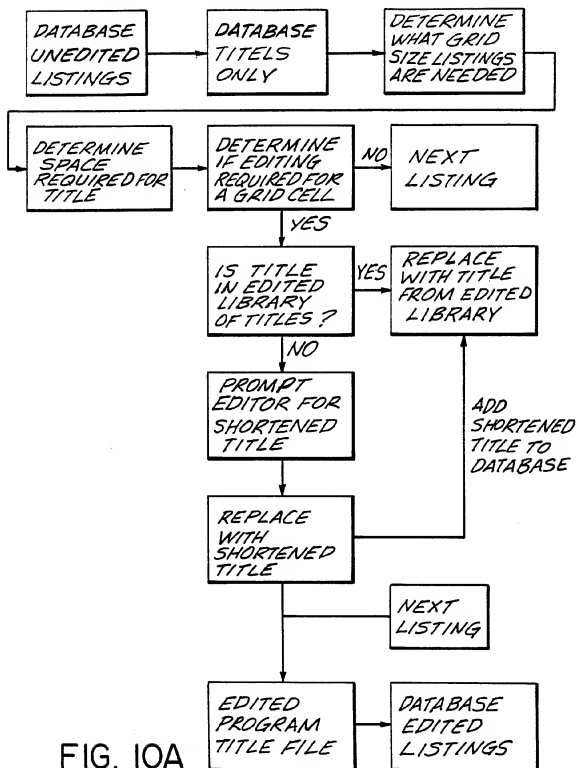 DATABASE
UNEDITED
LISTINGS
DATABASE
TITELS
ONLY
DETERMINE
WHAT GRID
SIZE LISTINGS
ARE NEEDED
DETERMINE
SPACE
REQUIRED FOR
TITLE
DETERMINE
IF EDITING
REQUIRED FOR
A GRID CELL
NO
NEXT
LISTING
YES
IS TITLE
IN EDITED
LIBRARY
OF TITLES ?
YES
REPLACE
WITH TITLE
FROM EDITED
LIBRARY
NO
PROMPT
EDITOR FOR
SHORTENED
TITLE
ADD
SHORTENED
TITLE TO
DATABASE
REPLACE
WITH
SHORTENED
TITLE
NEXT
LISTING
EDITED
PROGRAM
TITLE FILE
DATABASE
EDITED
LISTINGS
FIG. 10A